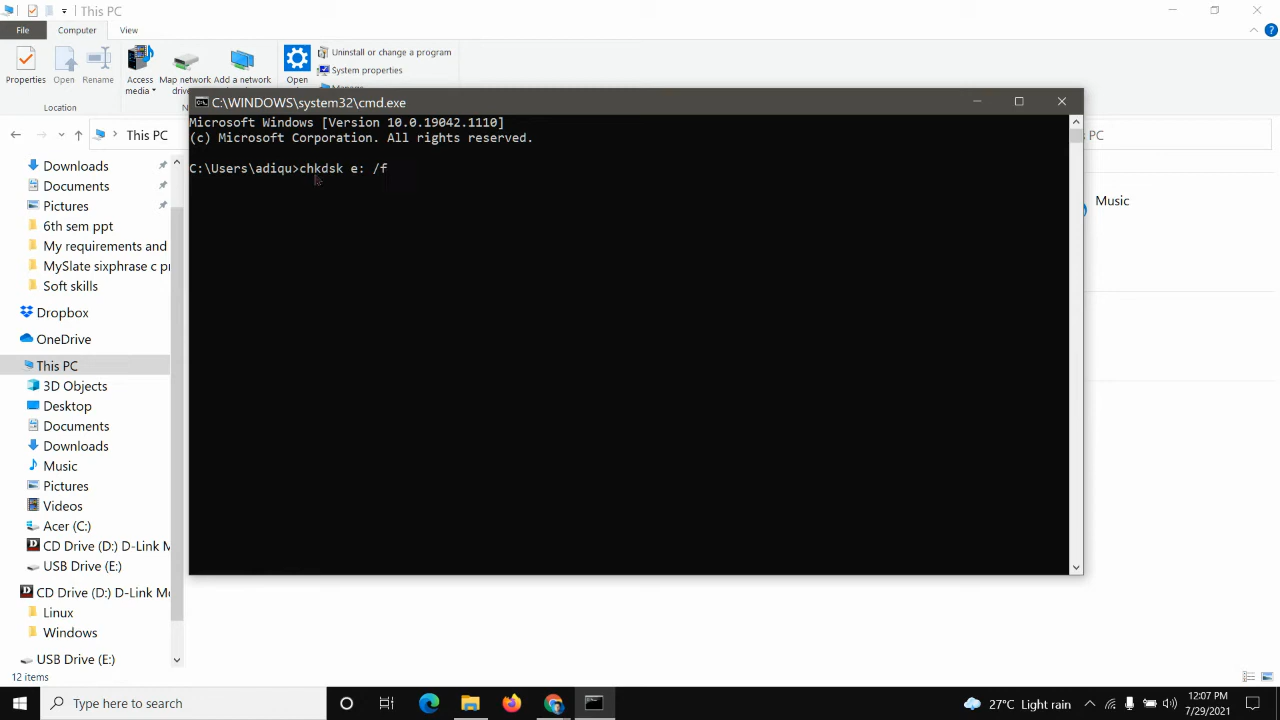 This PC
File
Computer
View
Properties
Open
Rename
Access
media
Map network
driv
Add a network
Open
Uninstall or change a program
System properties
Location
C:\WINDOWS\system32\cmd.exe
Microsoft Windows [Version 10.0.19042.1110]
(c) Microsoft Corporation. All rights reserved.
C:\Users\adiqu>chkdsk e: /f
This PC
PC
Downloads
Documents
Pictures
6th sem ppt
My requirements and
MySlate sixphrase c pr
Soft skills
Dropbox
OneDrive
This PC
3D Objects
Desktop
Documents
Downloads
Music
Pictures
Videos
Acer (C:)
CD Drive (D:) D-Link M
USB Drive (E:)
CD Drive (D:) D-Link Mo
Linux
Windows
USB Drive (E:)
Music
12 items
Type here to search
27°C Light rain
12:07 PM
7/29/2021